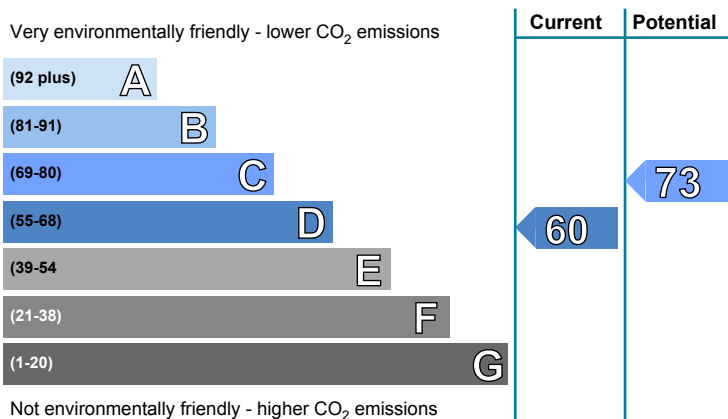 Very environmentally friendly - lower CO2 emissions
Current
Potential
(92 plus) A
(81-91) B
(69-80) C
73
(55-68) D
60
(39-54 E
(21-38) F
(1-20) G
Not environmentally friendly - higher CO2 emissions